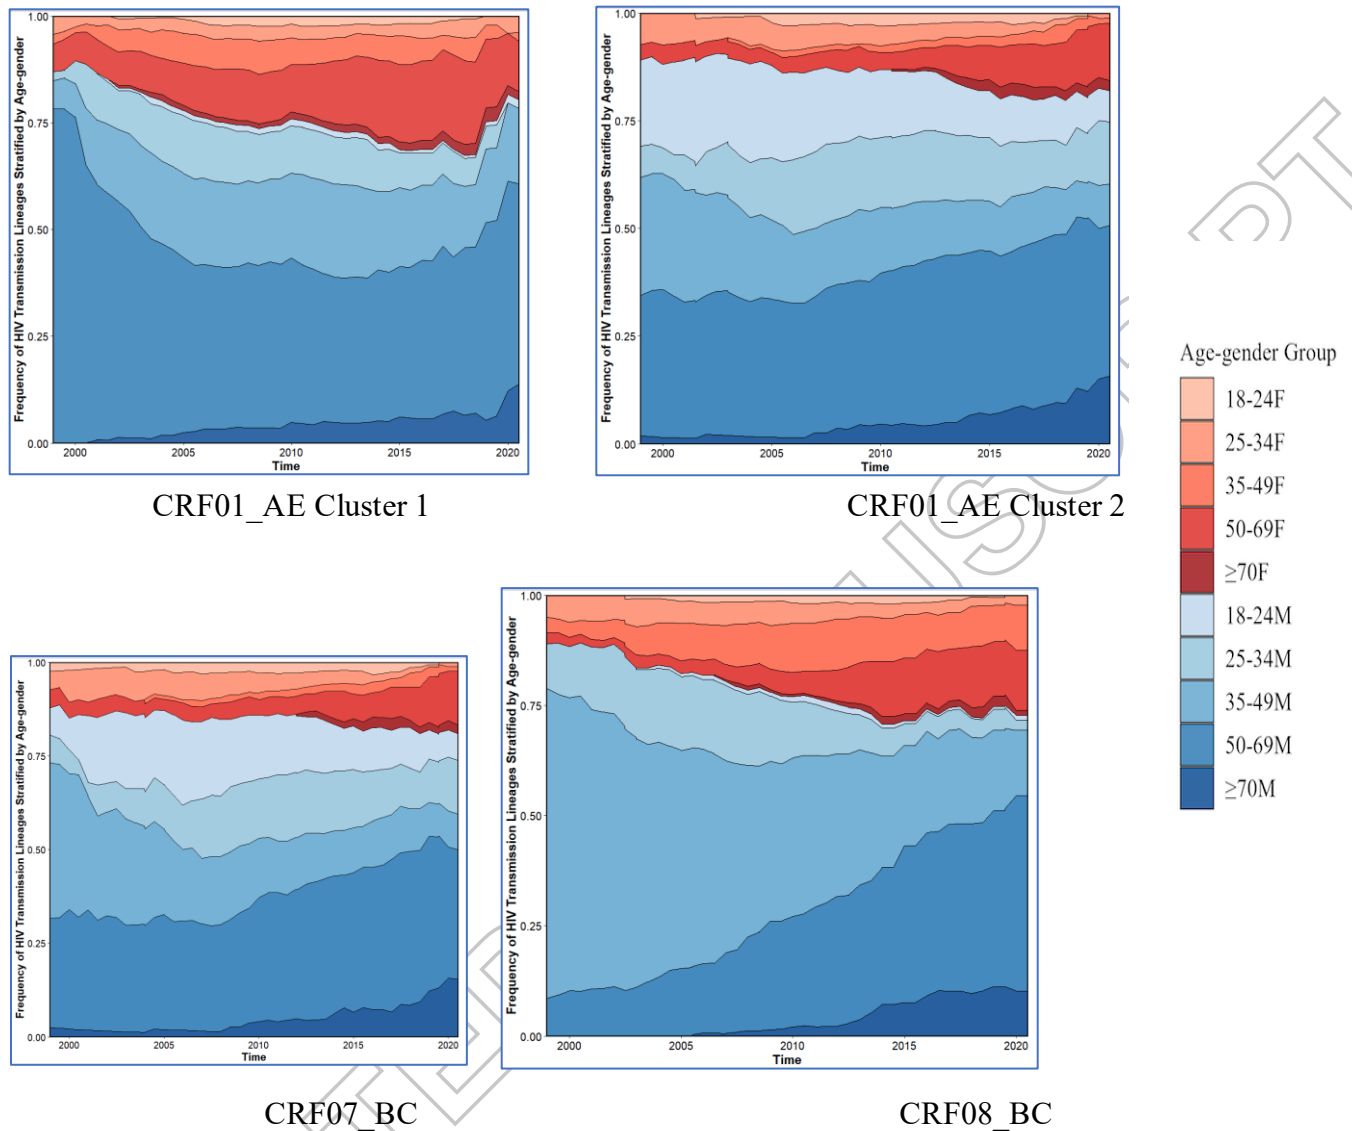 Frequency of HIV Transmission Lineages Stratified by Age-gender
1.00
0.75
0.50
0.25
0.00
2000 2005 2010 2015 2020
Time
CRF01_AE Cluster 1
Frequency of HIV Transmission Lineages Stratified by Age-gender
1.00
0.75
0.50
0.25
0.00
2000 2005 2010 2015 2020
Time
CRF01_AE Cluster 2
Age-gender Group
18-24F
25-34F
35-49F
50-69F
≥70F
18-24M
25-34M
35-49M
50-69M
≥70M
Frequency of HIV Transmission Lineages Stratified by Age-gender
1.00
0.75
0.50
0.25
0.00
2000 2005 2010 2015 2020
Time
CRF07_BC
Frequency of HIV Transmission Lineages Stratified by Age-gender
1.00
0.75
0.50
0.25
0.00
2000 2005 2010 2015 2020
Time
CRF08_BC